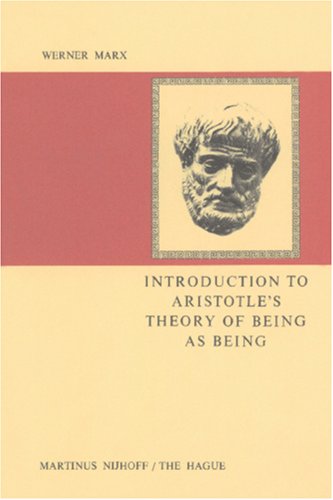 WERNER MARX
INTRODUCTION TO
ARISTOTLE'S
THEORY OF BEING
AS BEING
MARTINUS NIJHOFF / THE HAGUE